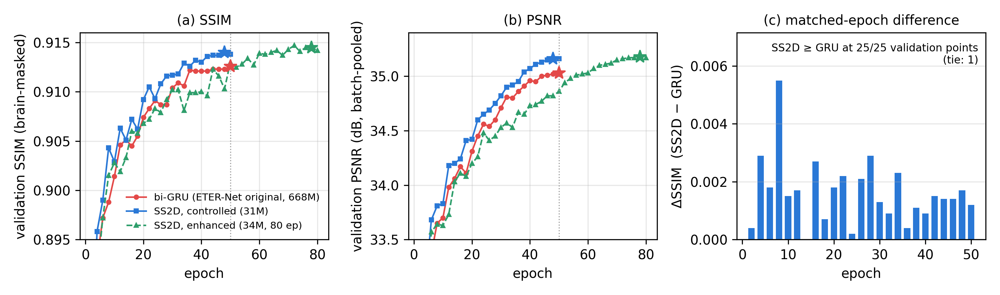 (a) SSIM
validation SSIM (brain-masked)
0.915
0.910
0.905
0.900
0.895
0 20 40 60 80
epoch
bi-GRU (ETER-Net original, 668M)
SS2D, controlled (31M)
SS2D, enhanced (34M, 80 ep)
(b) PSNR
validation PSNR (dB, batch-pooled)
35.0
34.5
34.0
33.5
0 20 40 60 80
epoch
(c) matched-epoch difference
ΔSSIM (SS2D − GRU)
SS2D ≥ GRU at 25/25 validation points
(tie: 1)
0.006
0.004
0.002
0.000
0 10 20 30 40 50
epoch